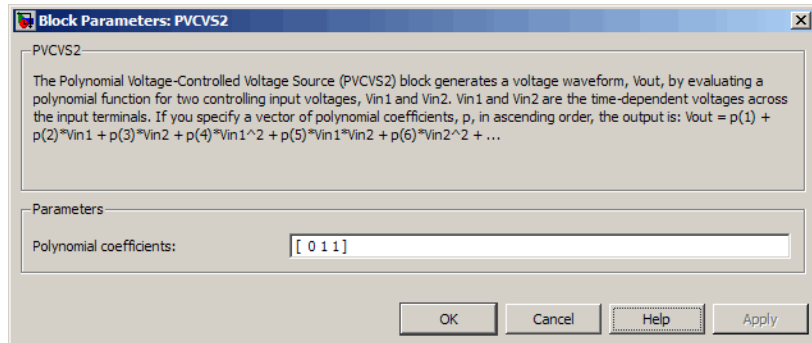 Block Parameters: PVCVS2
PVCVS2
The Polynomial Voltage-Controlled Voltage Source (PVCVS2) block generates a voltage waveform, Vout, by evaluating a
polynomial function for two controlling input voltages, Vin1 and Vin2. Vin1 and Vin2 are the time-dependent voltages across
the input terminals. If you specify a vector of polynomial coefficients, p, in ascending order, the output is: Vout = p(1) +
p(2)*Vin1 + p(3)*Vin2 + p(4)*Vin1^2 + p(5)*Vin1*Vin2 + p(6)*Vin2^2 + ...
Parameters
Polynomial coefficients: [ 0 1 1]
OK Cancel Help Apply